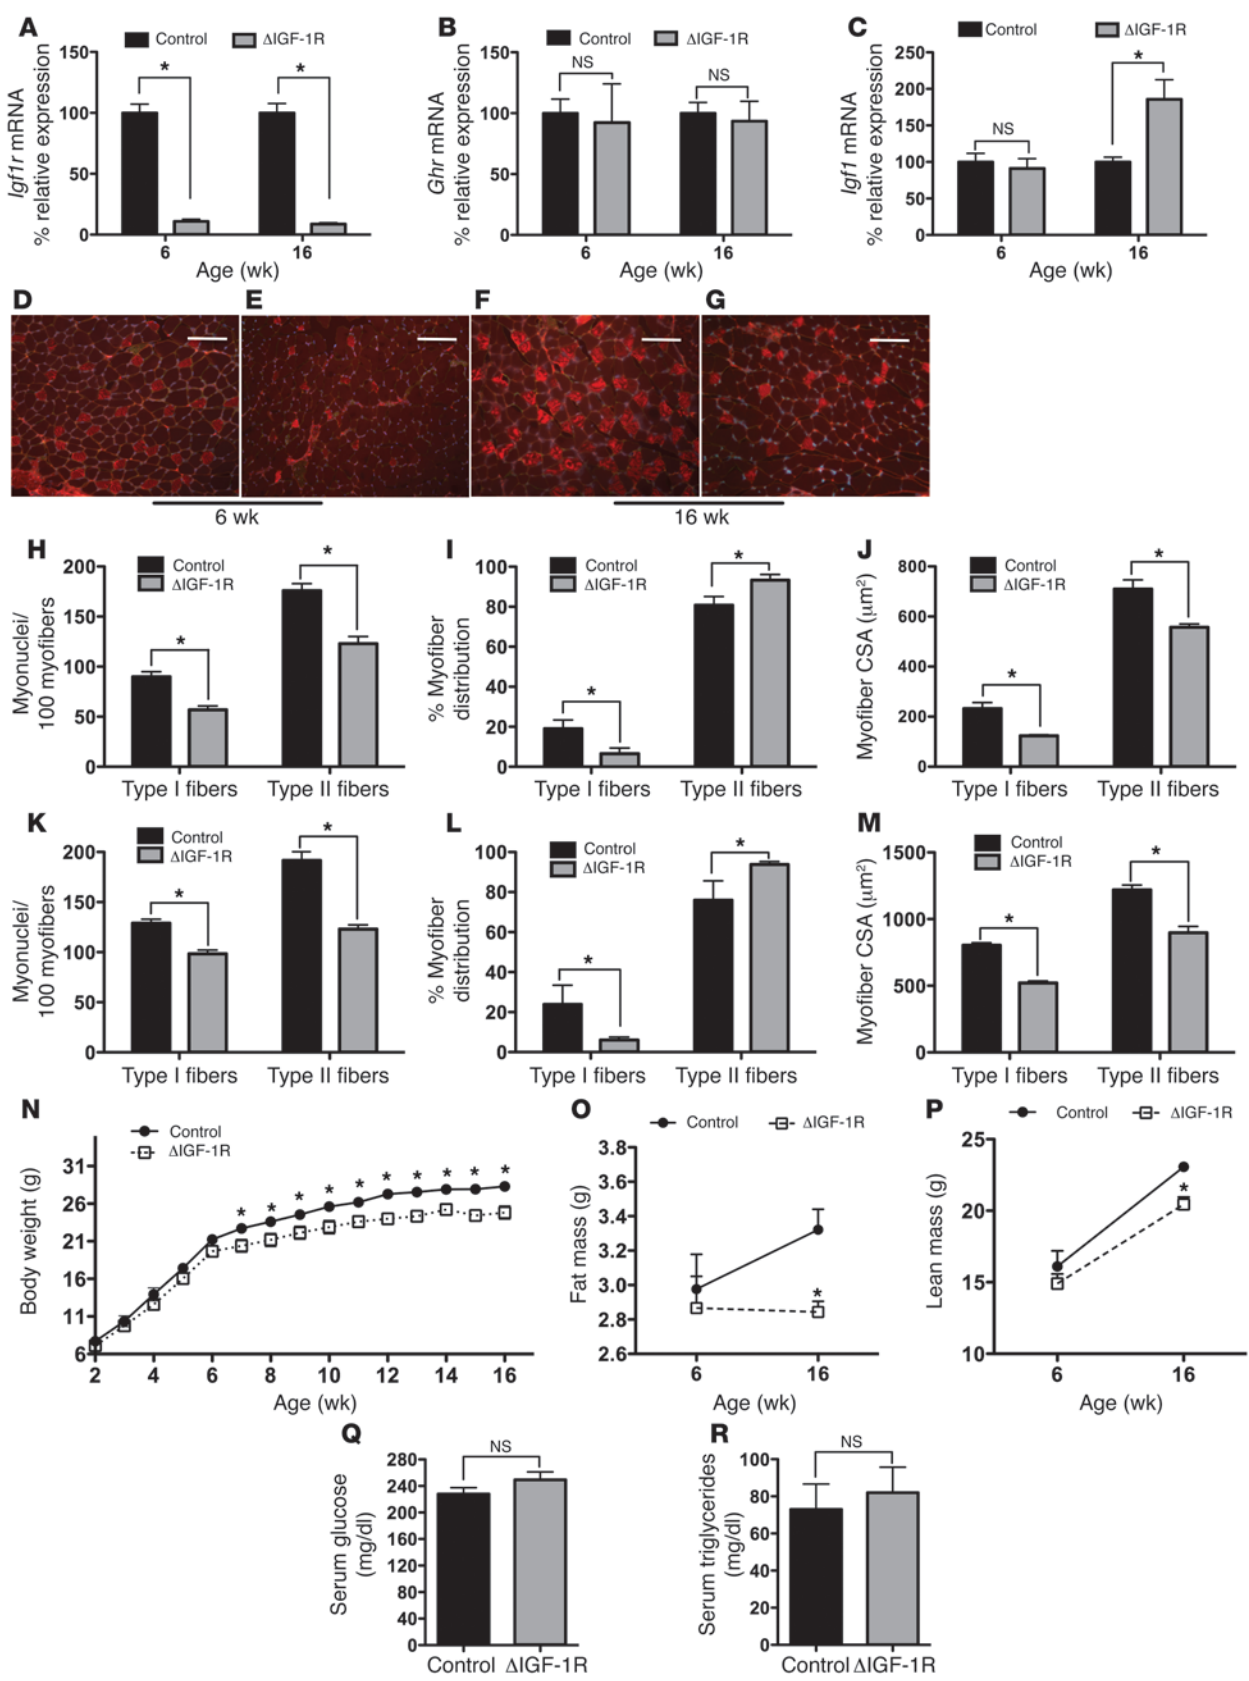 A
Control
ΔIGF-1R
Igf1r mRNA
% relative expression
150
100
50
0
*
*
6
16
Age (wk)
B
Control
ΔIGF-1R
Ghr mRNA
% relative expression
150
100
50
0
NS
NS
6
16
Age (wk)
C
Control
ΔIGF-1R
Igf1 mRNA
% relative expression
250
200
150
100
50
0
NS
*
6
16
Age (wk)
D
E
F
G
6 wk
16 wk
H
Control
ΔIGF-1R
Myonuclei/
100 myofibers
200
150
100
50
0
*
*
Type I fibers
Type II fibers
I
Control
ΔIGF-1R
% Myofiber
distribution
100
80
60
40
20
0
*
*
Type I fibers
Type II fibers
J
Control
ΔIGF-1R
Myofiber CSA (μm²)
800
600
400
200
0
*
*
Type I fibers
Type II fibers
K
Control
ΔIGF-1R
Myonuclei/
100 myofibers
200
150
100
50
0
*
*
Type I fibers
Type II fibers
L
Control
ΔIGF-1R
% Myofiber
distribution
100
80
60
40
20
0
*
*
Type I fibers
Type II fibers
M
Control
ΔIGF-1R
Myofiber CSA (μm²)
1500
1000
500
0
*
*
Type I fibers
Type II fibers
N
Control
ΔIGF-1R
Body weight (g)
31
26
21
16
11
6
* * * * * * * * * *
2 4 6 8 10 12 14 16
Age (wk)
O
Control
ΔIGF-1R
Fat mass (g)
3.8
3.6
3.4
3.2
3.0
2.8
2.6
*
6
16
Age (wk)
P
Control
ΔIGF-1R
Lean mass (g)
25
20
15
10
*
6
16
Age (wk)
Q
NS
Serum glucose
(mg/dl)
280
240
200
160
120
80
40
0
Control ΔIGF-1R
R
NS
Serum triglycerides
(mg/dl)
100
80
60
40
20
0
Control ΔIGF-1R